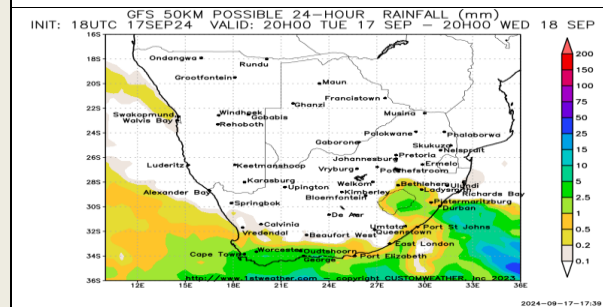 GFS 50KM POSSIBLE 24-HOUR RAINFALL (mm)
INIT: 18UTC 17SEP24 VALID: 20H00 TUE 17 SEP – 20H00 WED 18 SEP
16S
18S
20S
22S
24S
26S
28S
30S
32S
34S
36S
Ondangwa
Rundu
Grootfontein
Maun
Ghanzi
Francistown
Swakopmund
Walvis Bay
Windhoek
Gobabis
Rehoboth
Musina
Polokwane
Phalaborwa
Gaborone
Skukuza
Nelspruit
Johannesburg
Pretoria
Ermelo
Luderitz
Keetmanshoop
Vryburg
Potchefstroom
Karasburg
Upington
Welkom
Bethlehem
Ulundi
Alexander Bay
Kimberley
Ladysmith
Richards Bay
Springbok
Bloemfontein
Pietermaritzburg
Durban
De Aar
Calvinia
Vredendal
Beaufort West
Umtata
Queenstown
Port St Johns
East London
Cape Town
Worcester
Oudtshoorn
George
Port Elizabeth
http://www.1stweather.com – copyright CUSTOMWEATHER, Inc 2023
12E
15E
18E
21E
24E
27E
30E
33E
36E
200
150
100
75
50
25
15
10
5
2.5
1
0.5
0.2
0.1
2024-09-17-17:39